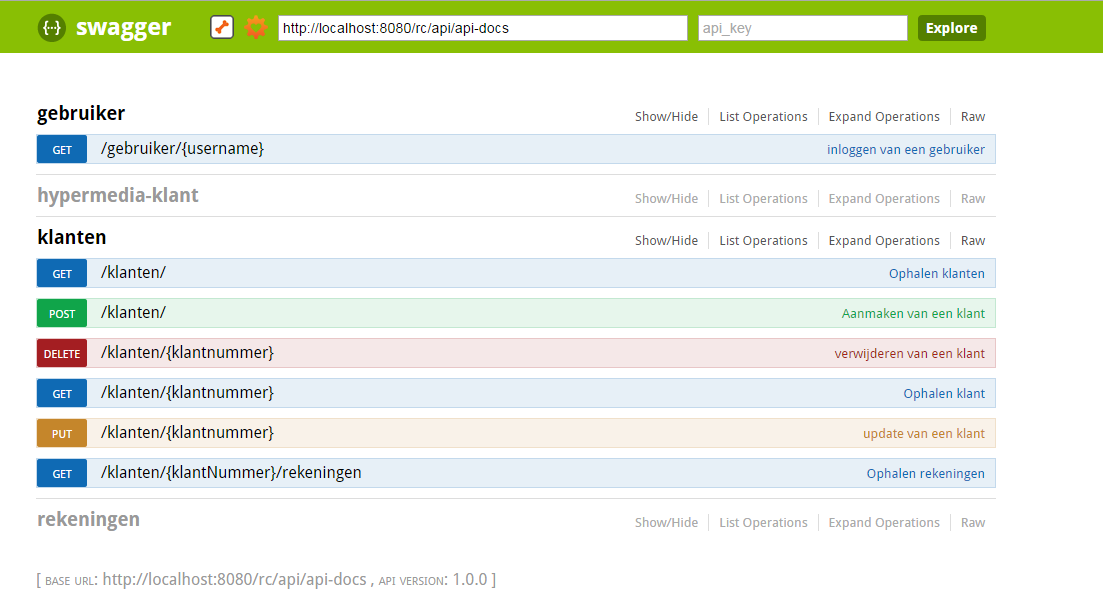 {··} swagger http://localhost:8080/rc/api/api-docs api_key Explore
gebruiker Show/Hide List Operations Expand Operations Raw
GET /gebruiker/{username} inloggen van een gebruiker
hypermedia-klant Show/Hide List Operations Expand Operations Raw
klanten Show/Hide List Operations Expand Operations Raw
GET /klanten/ Ophalen klanten
POST /klanten/ Aanmaken van een klant
DELETE /klanten/{klantnummer} verwijderen van een klant
GET /klanten/{klantnummer} Ophalen klant
PUT /klanten/{klantnummer} update van een klant
GET /klanten/{klantNummer}/rekeningen Ophalen rekeningen
rekeningen Show/Hide List Operations Expand Operations Raw
[ BASE URL: http://localhost:8080/rc/api/api-docs , API VERSION: 1.0.0 ]